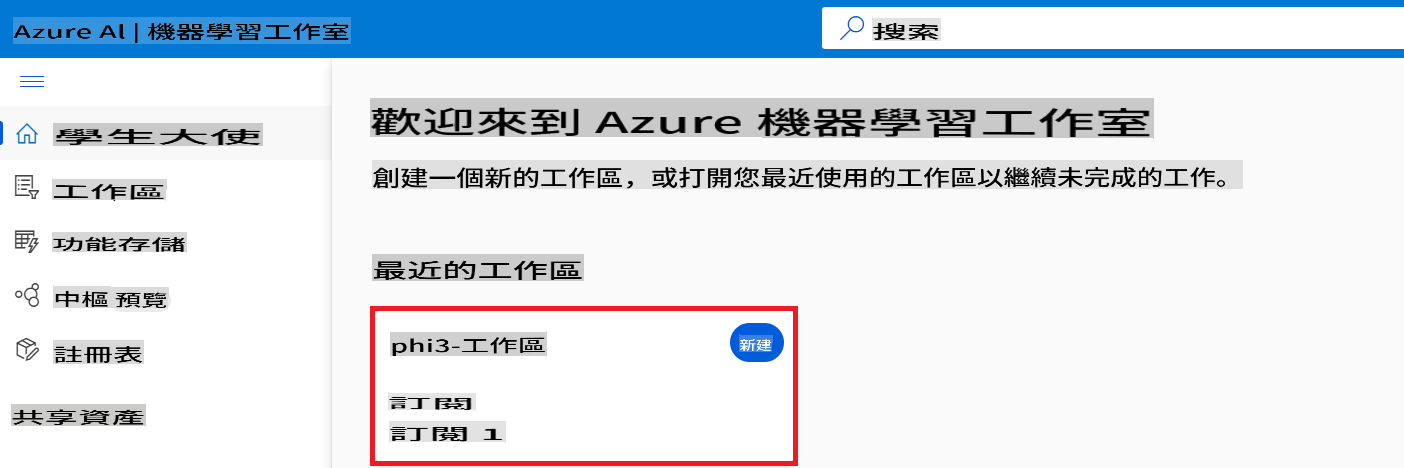 Azure Al | 機器學習工作室
搜索
學生大使
工作區
功能存儲
中樞 預覽
註冊表
共享資產
歡迎來到 Azure 機器學習工作室
創建一個新的工作區，或打開您最近使用的工作區以繼續未完成的工作。
最近的工作區
phi3-工作區
新建
訂閱
訂閱 1